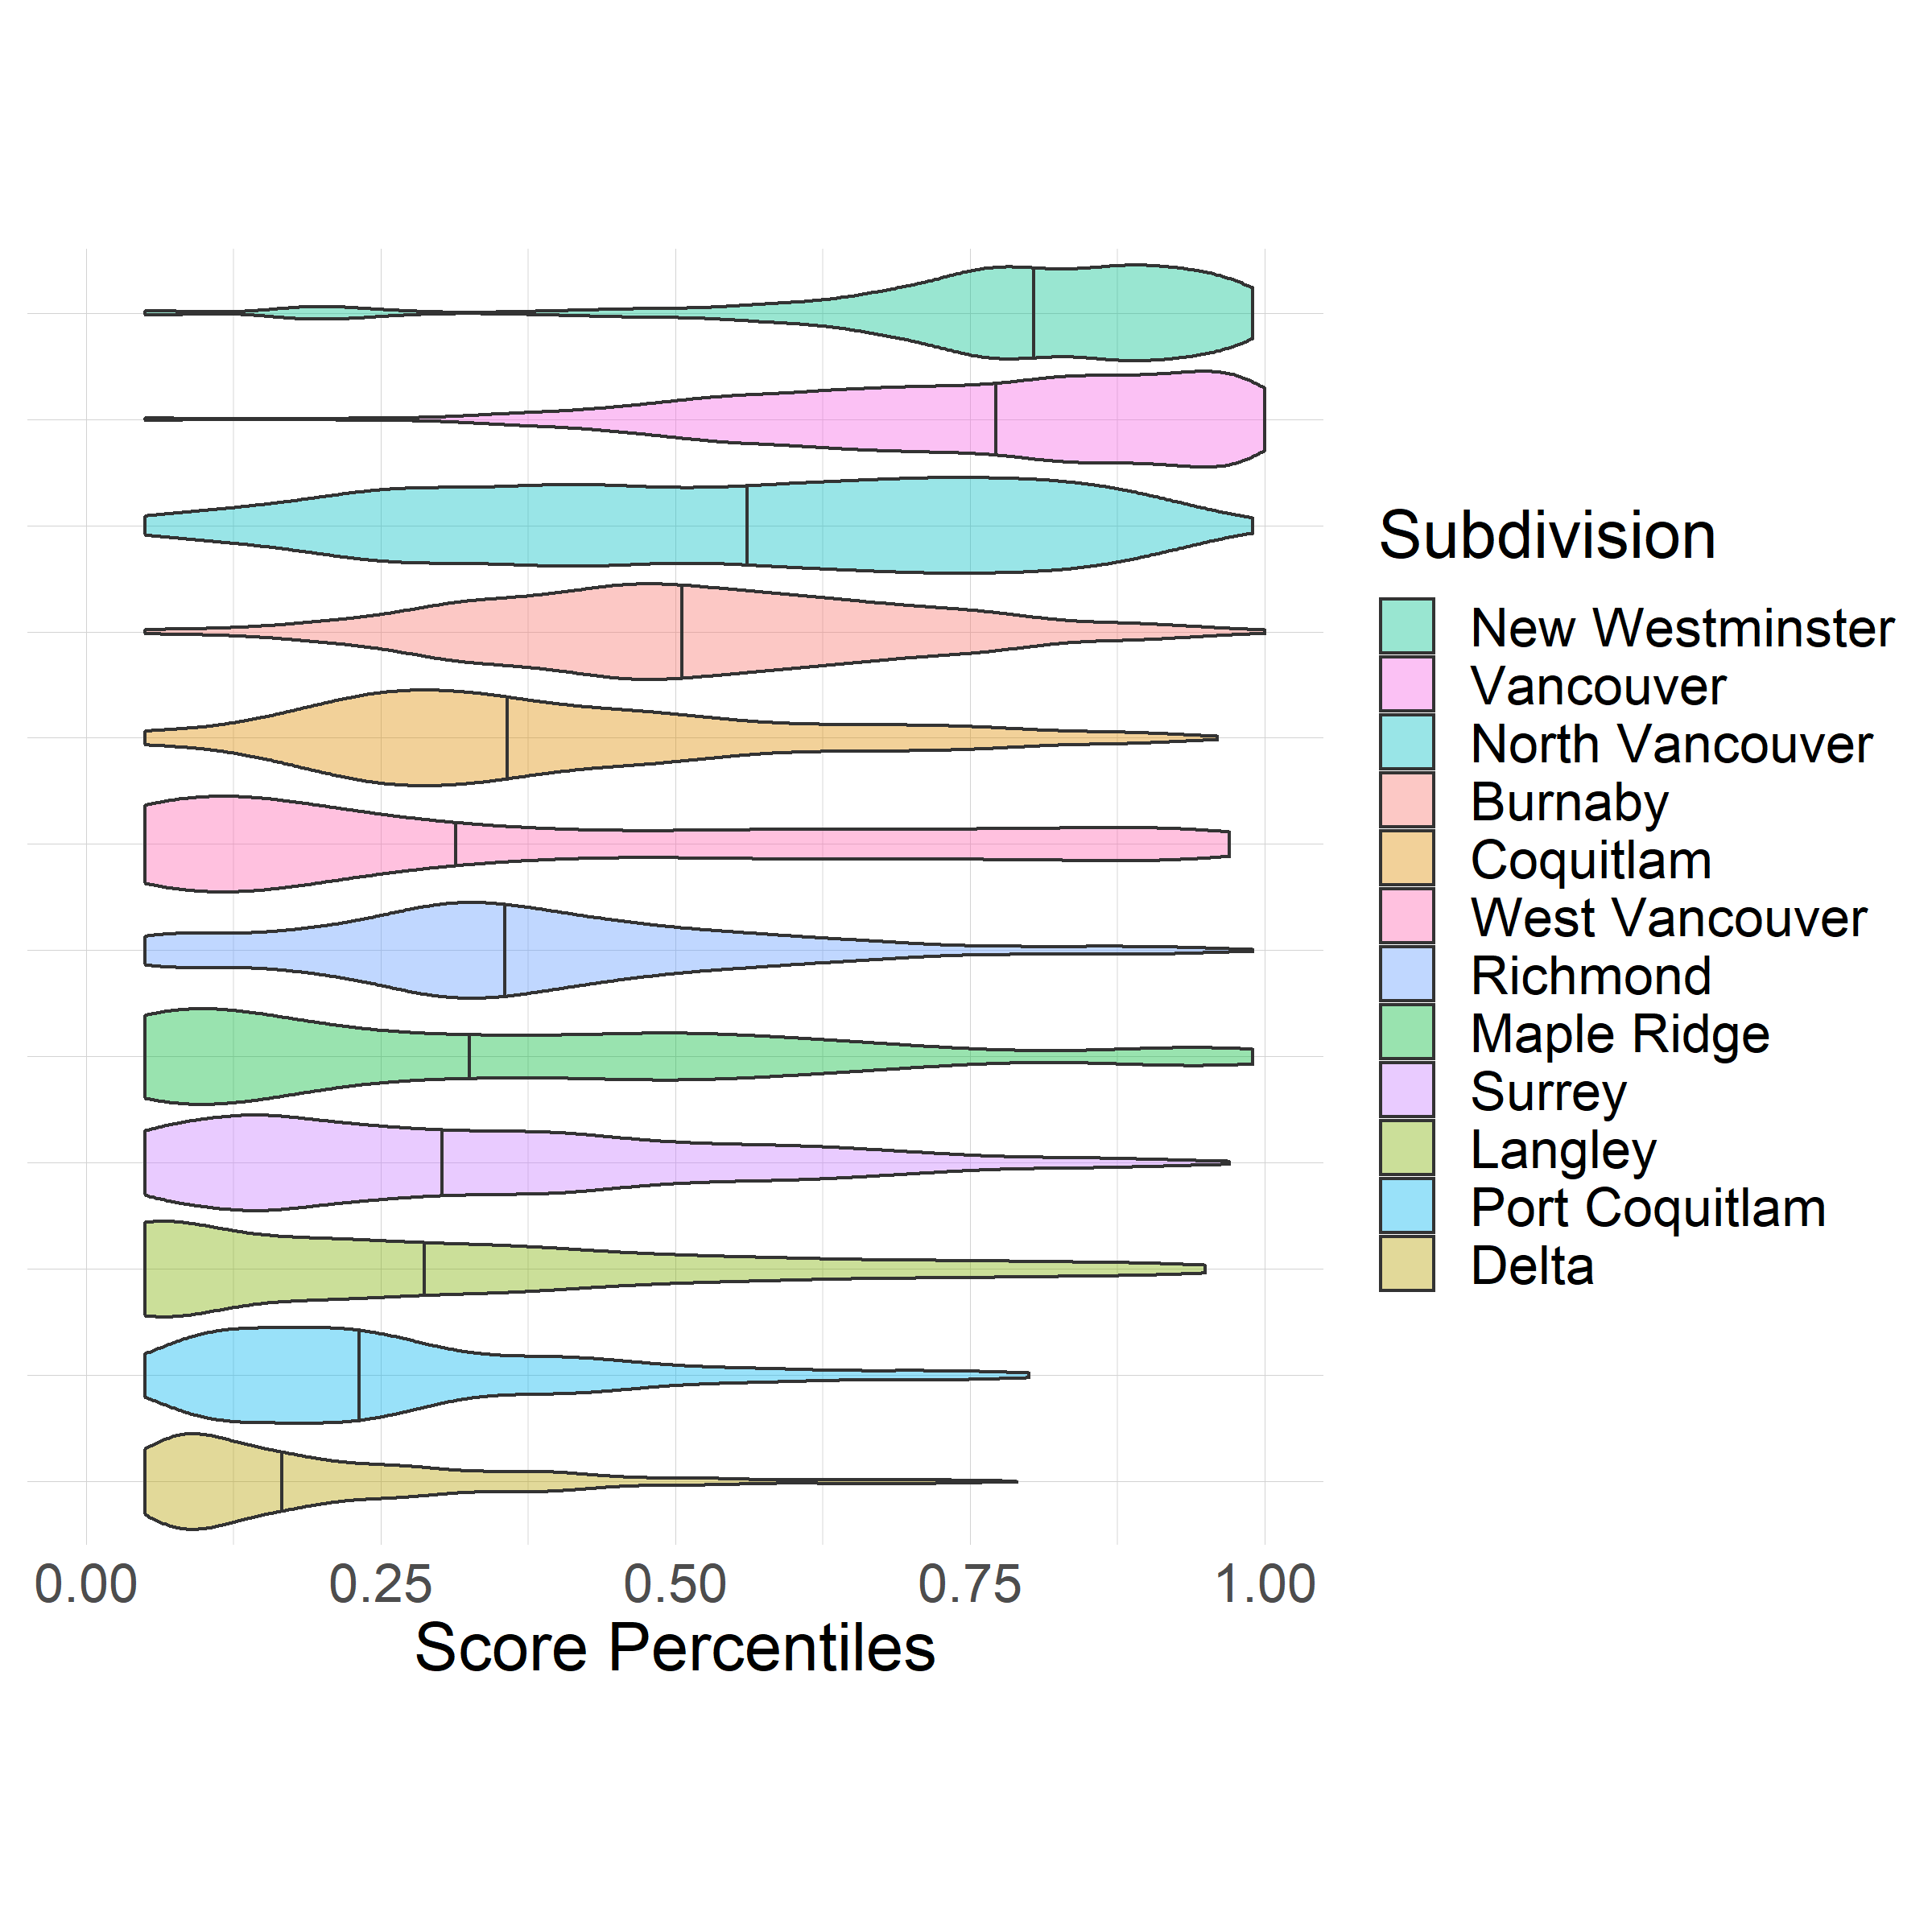 Subdivision
New Westminster
Vancouver
North Vancouver
Burnaby
Coquitlam
West Vancouver
Richmond
Maple Ridge
Surrey
Langley
Port Coquitlam
Delta
0.00 0.25 0.50 0.75 1.00
Score Percentiles